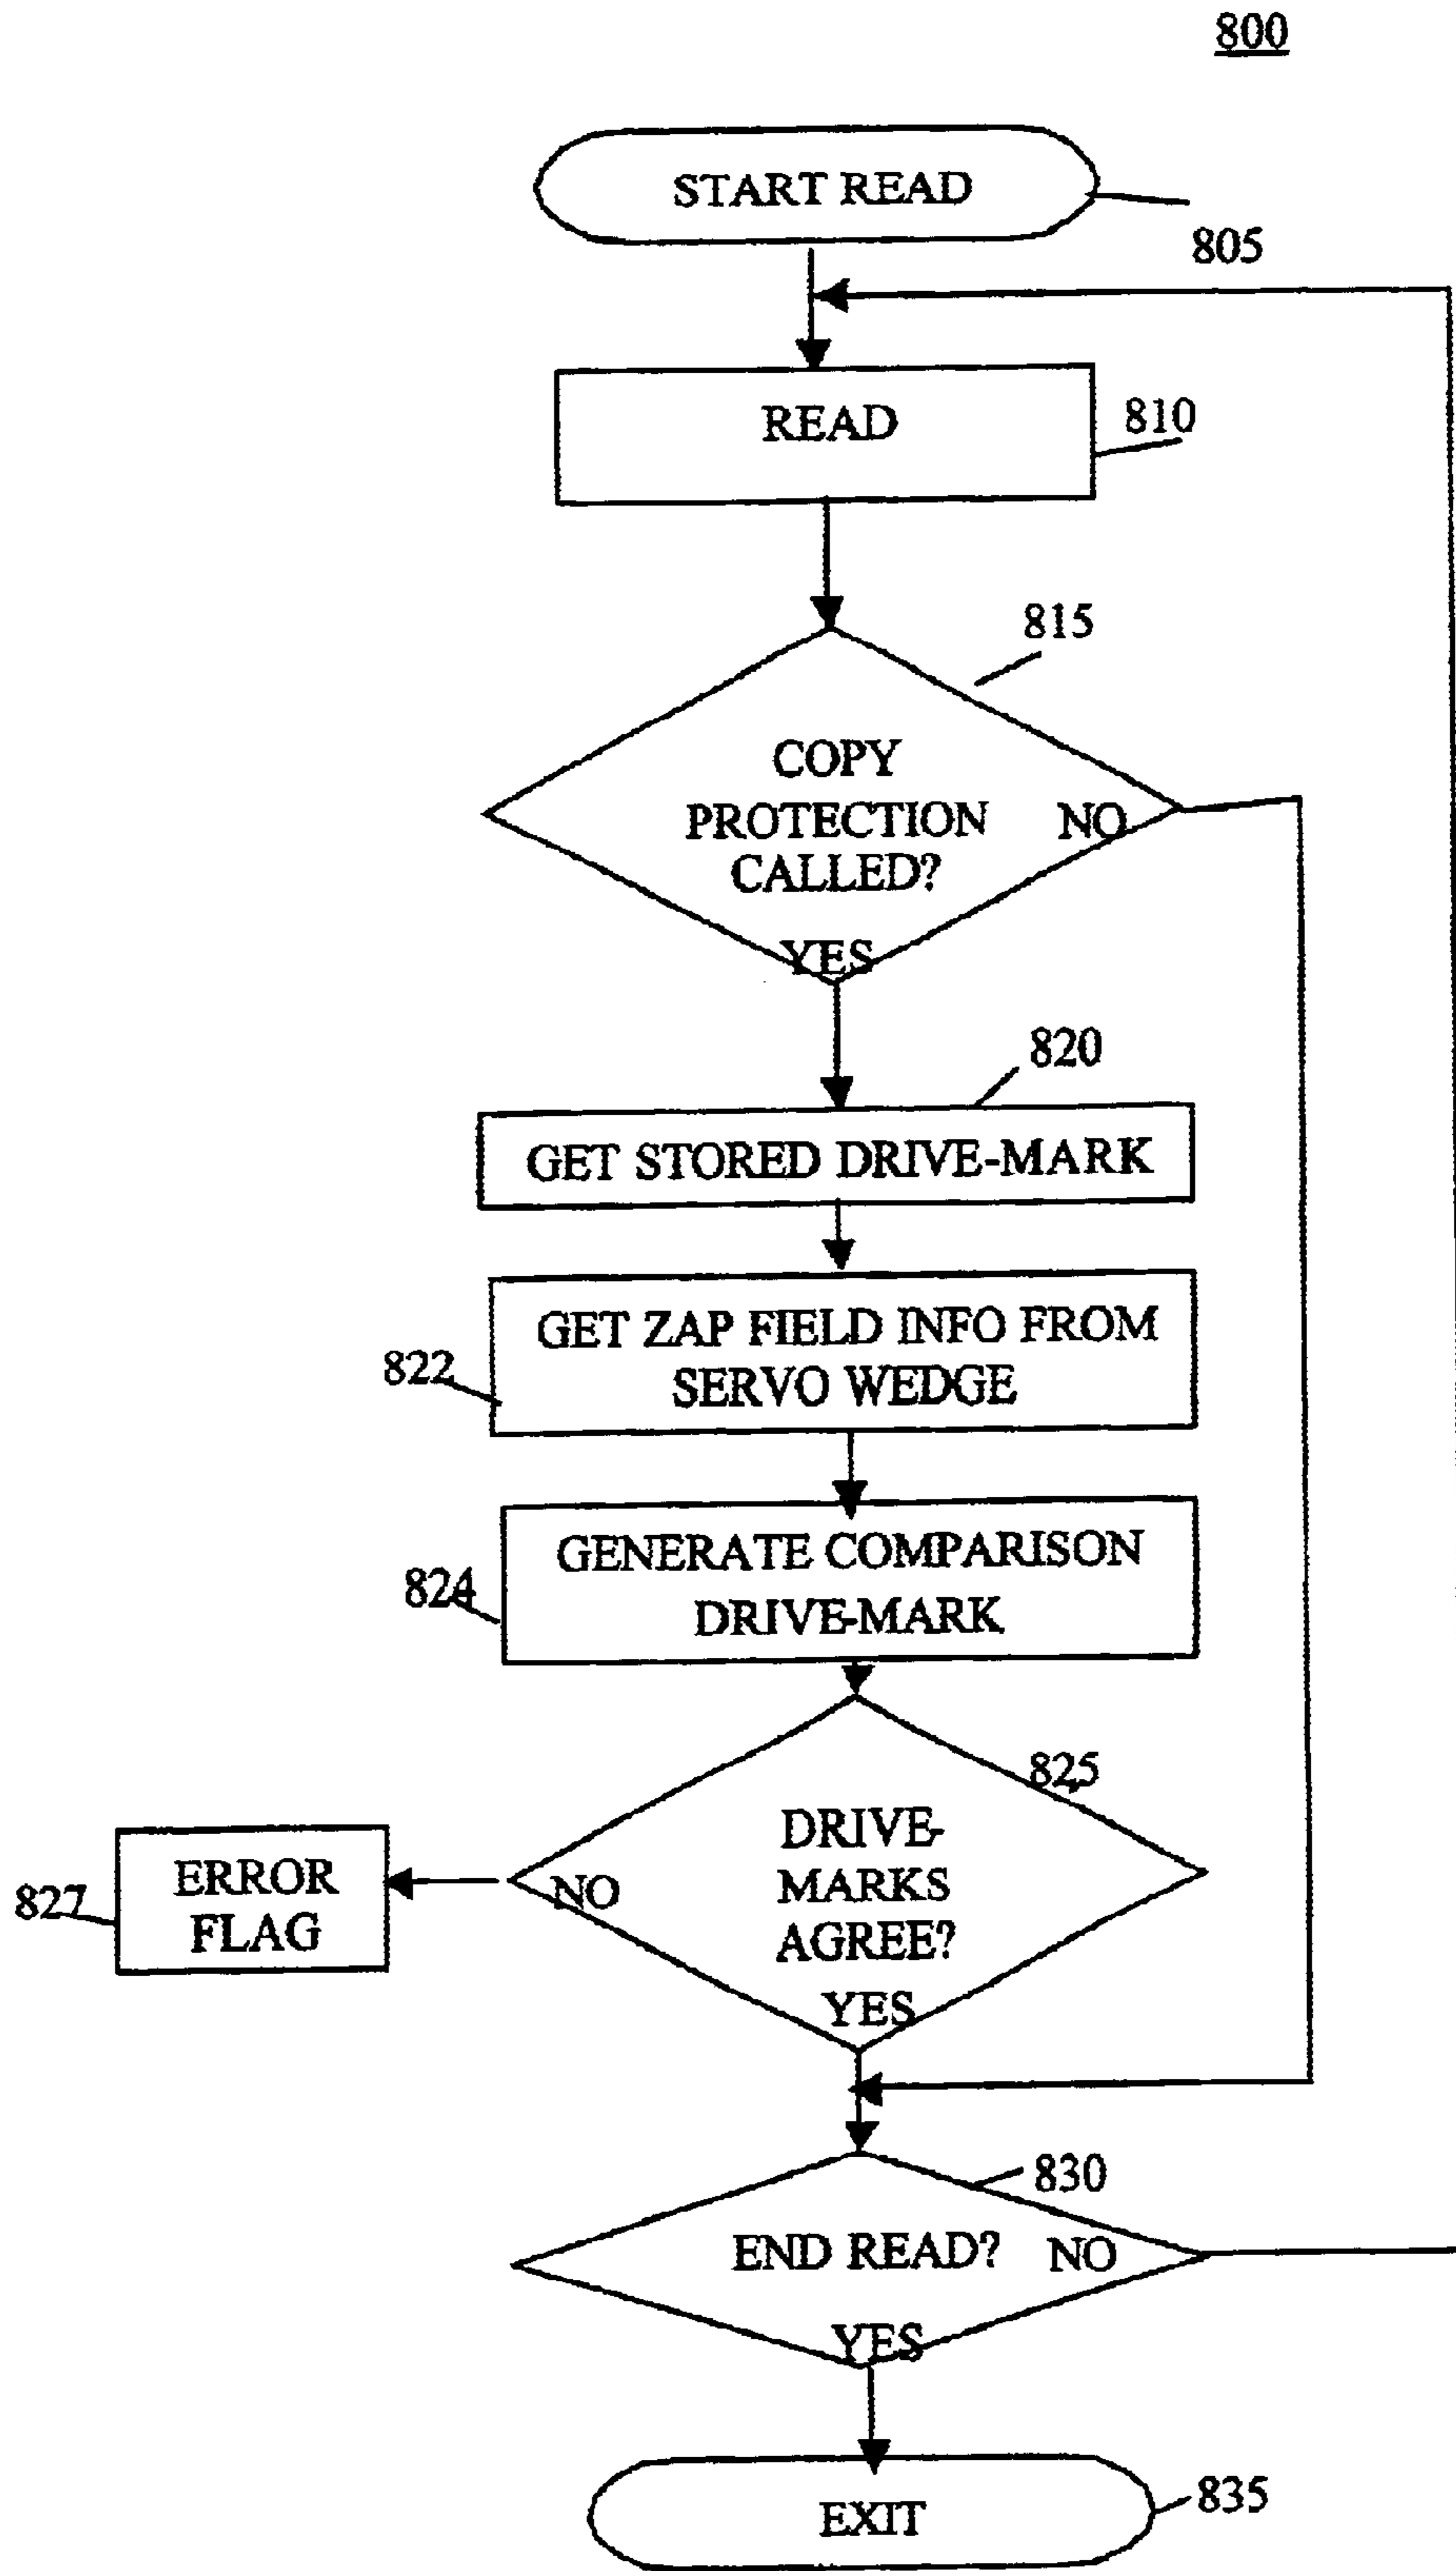 800
START READ
805
READ
810
815
COPY
PROTECTION NO
CALLED?
YES
820
GET STORED DRIVE-MARK
GET ZAP FIELD INFO FROM
SERVO WEDGE
822
GENERATE COMPARISON
DRIVE-MARK
824
825
DRIVE-
MARKS
AGREE?
NO
YES
ERROR
FLAG
827
830
END READ? NO
YES
EXIT
835